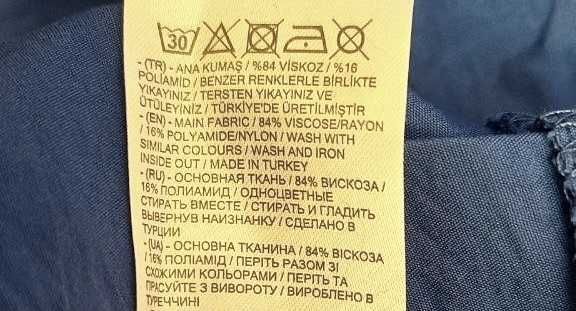 30
- (TR) - ANA KUMAŞ / %84 VİSKOZ / %16
POLİAMİD / BENZER RENKLERLE BİRLİKTE
YIKAYINIZ / TERSTEN YIKAYINIZ VE
ÜTÜLEYİNİZ / TÜRKİYE'DE ÜRETİLMİŞTİR
- (EN) - MAIN FABRIC / 84% VISCOSE/RAYON
/ 16% POLYAMIDE/NYLON / WASH WITH
SIMILAR COLOURS / WASH AND IRON
INSIDE OUT / MADE IN TURKEY
- (RU) - ОСНОВНАЯ ТКАНЬ / 84% ВИСКОЗА /
16% ПОЛИАМИД / ОДНОЦВЕТНЫЕ
СТИРАТЬ ВМЕСТЕ / СТИРАТЬ И ГЛАДИТЬ
ВЫВЕРНУВ НАИЗНАНКУ / СДЕЛАНО В
ТУРЦИИ
- (UA) - ОСНОВНА ТКАНИНА / 84% ВІСКОЗА
/ 16% ПОЛІАМІД / ПЕРІТЬ РАЗОМ ЗІ
СХОЖИМИ КОЛЬОРАМИ / ПЕРІТЬ ТА
ПРАСУЙТЕ З ВИВОРОТУ / ВИРОБЛЕНО В
ТУРЕЧЧИНІ